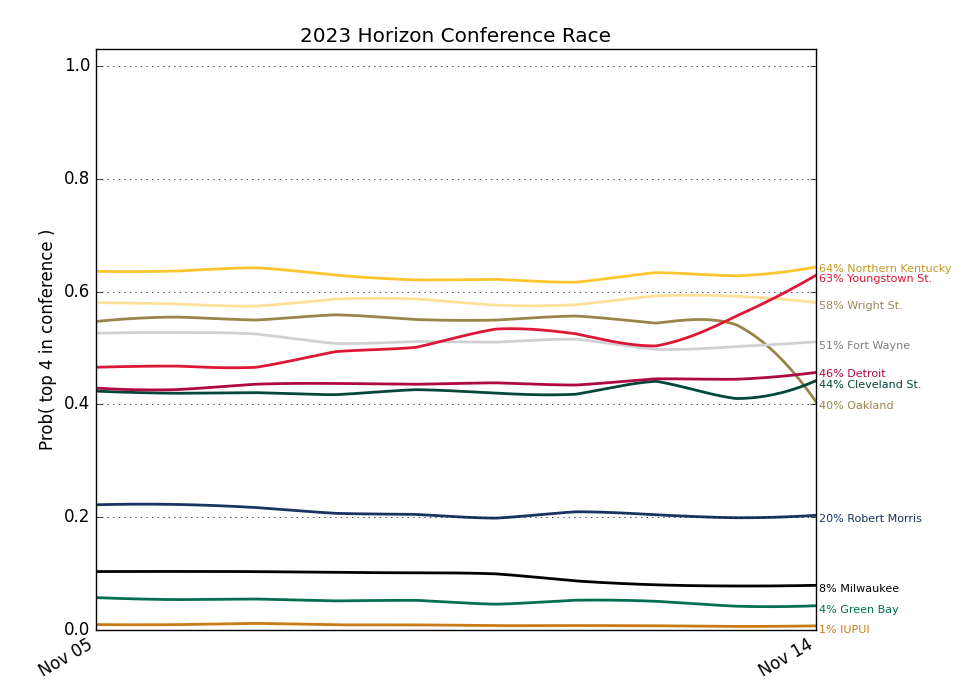 2023 Horizon Conference Race
1.0
0.8
0.6
0.4
0.2
0.0
Prob( top 4 in conference )
Nov 05
Nov 14
64% Northern Kentucky
63% Youngstown St.
58% Wright St.
51% Fort Wayne
46% Detroit
44% Cleveland St.
40% Oakland
20% Robert Morris
8% Milwaukee
4% Green Bay
1% IUPUI